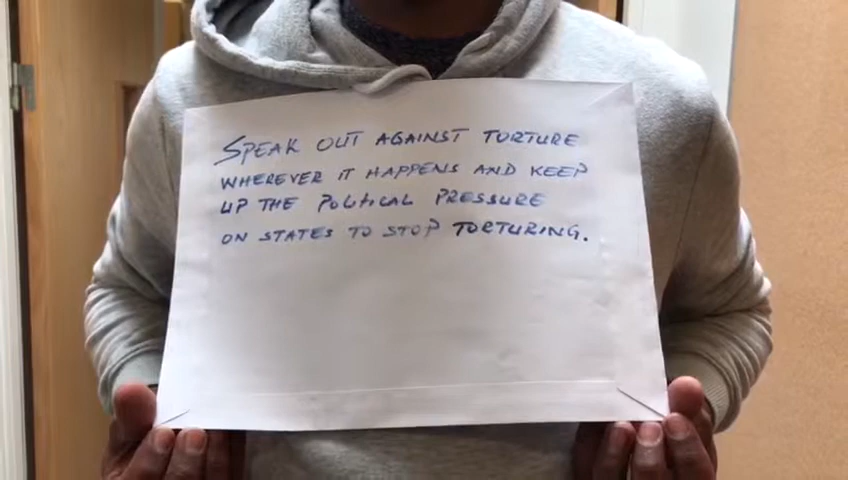 SPEAK OUT AGAINST TORTURE
WHEREVER IT HAPPENS AND KEEP
UP THE POLITICAL PRESSURE
ON STATES TO STOP TORTURING.